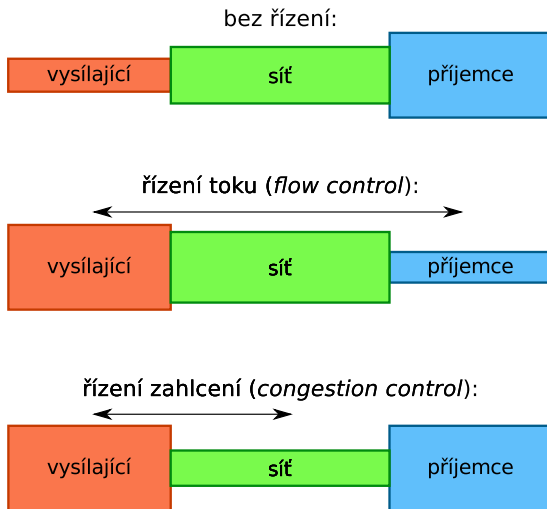 bez řízení:
vysílající síť příjemce
řízení toku (flow control):
vysílající síť příjemce
řízení zahlcení (congestion control):
vysílající síť příjemce